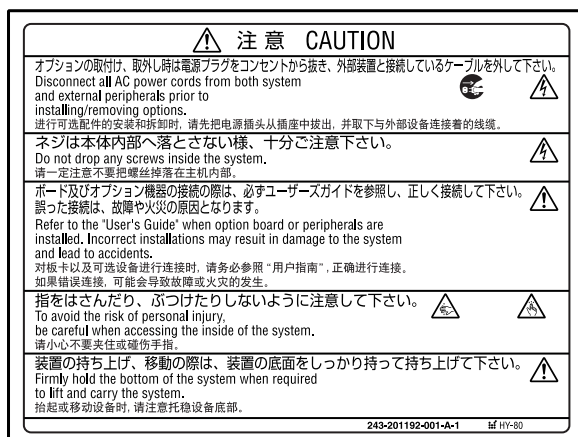 注意 CAUTION
オプションの取付け、取外し時は電源プラグをコンセントから抜き、外部装置と接続しているケーブルを外して下さい。
Disconnect all AC power cords from both system
and external peripherals prior to
installing/removing options.
进行可选配件的安装和拆卸时, 请先把电源插头从插座中拔出, 并取下与外部设备连接着的线缆。
ネジは本体内部へ落とさない様、十分ご注意下さい。
Do not drop any screws inside the system.
请一定注意不要把螺丝掉落在主机内部。
ボード及びオプション機器の接続の際は、必ずユーザーズガイドを参照し、正しく接続して下さい。
誤った接続は、故障や火災の原因となります。
Refer to the "User's Guide" when option board or peripherals are
installed. Incorrect installations may resuit in damage to the system
and lead to accidents.
对板卡以及可选设备进行连接时, 请务必参照“用户指南”, 正确进行连接。
如果错误连接, 可能会导致故障或火灾的发生。
指をはさんだり、ぶつけたりしないように注意して下さい。
To avoid the risk of personal injury,
be careful when accessing the inside of the system.
请小心不要夹住或碰伤手指。
装置の持ち上げ、移動の際は、装置の底面をしっかり持って持ち上げて下さい。
Firmly hold the bottom of the system when required
to lift and carry the system.
抬起或移动设备时, 请注意托稳设备底部。
243-201192-001-A-1 HY-80